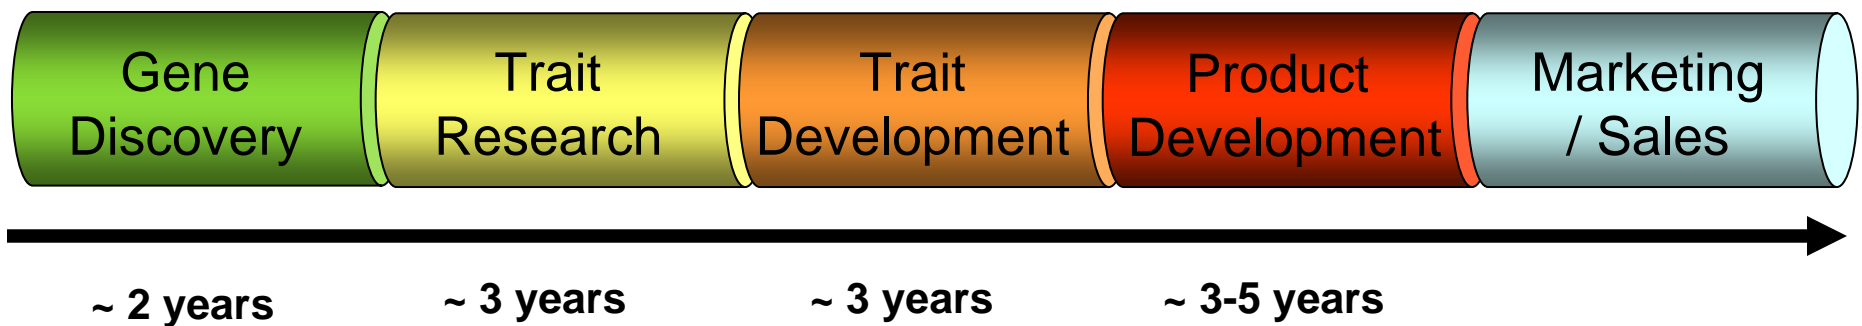 Gene
Discovery
Trait
Research
Trait
Development
Product
Development
Marketing
/ Sales
~ 2 years
~ 3 years
~ 3 years
~ 3-5 years